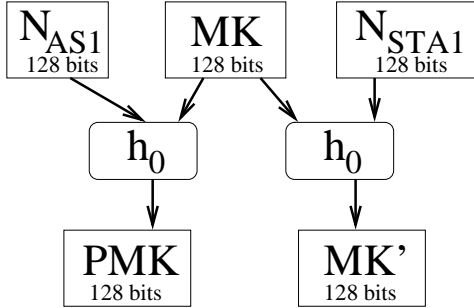 N_AS1
128 bits
MK
128 bits
N_STA1
128 bits
h_0
h_0
PMK
128 bits
MK'
128 bits